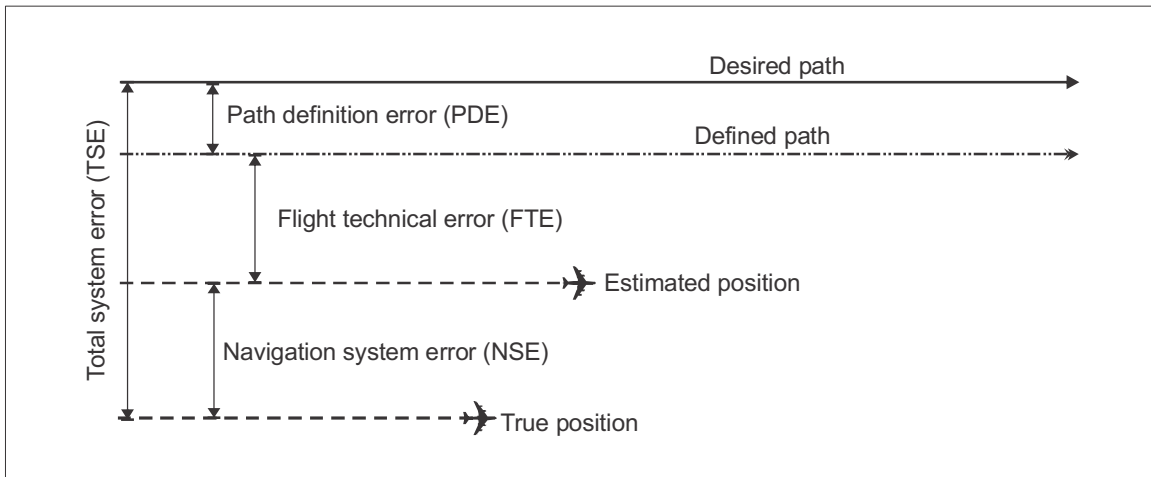 Desired path
Path definition error (PDE)
Defined path
Total system error (TSE)
Flight technical error (FTE)
Estimated position
Navigation system error (NSE)
True position